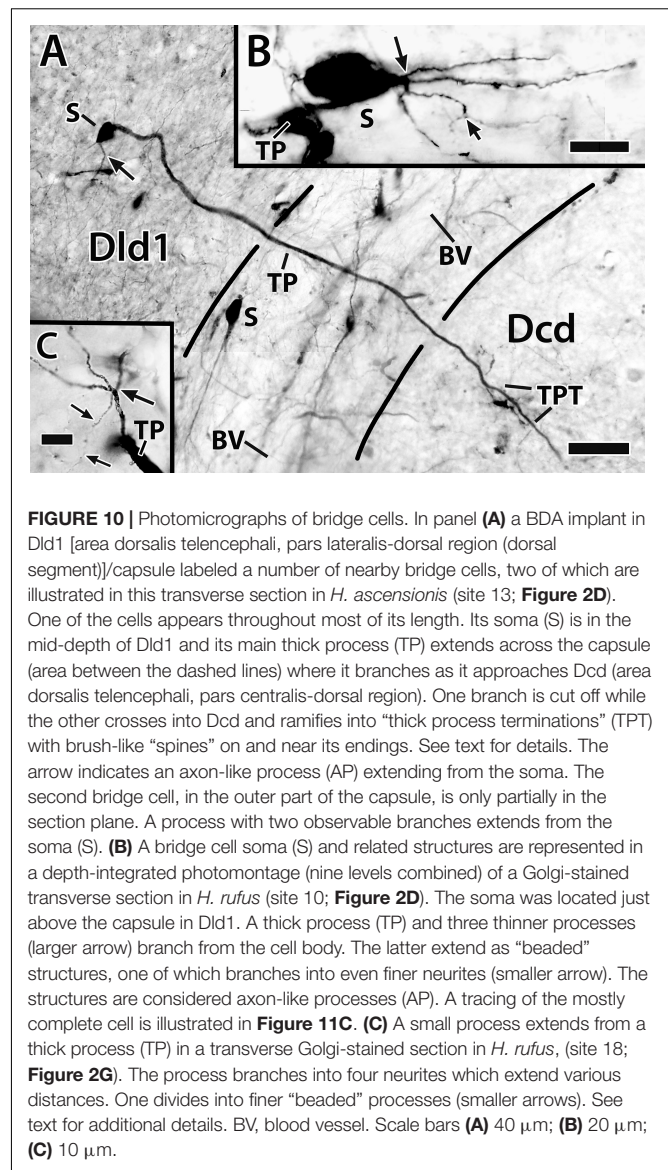 A
B
S
S
TP
Dld1
TP
BV
S
Dcd
C
TP
TPT
BV
FIGURE 10 | Photomicrographs of bridge cells. In panel (A) a BDA implant in
Dld1 [area dorsalis telencephali, pars lateralis-dorsal region (dorsal
segment)]/capsule labeled a number of nearby bridge cells, two of which are
illustrated in this transverse section in H. ascensionis (site 13; Figure 2D).
One of the cells appears throughout most of its length. Its soma (S) is in the
mid-depth of Dld1 and its main thick process (TP) extends across the capsule
(area between the dashed lines) where it branches as it approaches Dcd (area
dorsalis telencephali, pars centralis-dorsal region). One branch is cut off while
the other crosses into Dcd and ramifies into “thick process terminations” (TPT)
with brush-like “spines” on and near its endings. See text for details. The
arrow indicates an axon-like process (AP) extending from the soma. The
second bridge cell, in the outer part of the capsule, is only partially in the
section plane. A process with two observable branches extends from the
soma (S). (B) A bridge cell soma (S) and related structures are represented in
a depth-integrated photomontage (nine levels combined) of a Golgi-stained
transverse section in H. rufus (site 10; Figure 2D). The soma was located just
above the capsule in Dld1. A thick process (TP) and three thinner processes
(larger arrow) branch from the cell body. The latter extend as “beaded”
structures, one of which branches into even finer neurites (smaller arrow). The
structures are considered axon-like processes (AP). A tracing of the mostly
complete cell is illustrated in Figure 11C. (C) A small process extends from a
thick process (TP) in a transverse Golgi-stained section in H. rufus, (site 18;
Figure 2G). The process branches into four neurites which extend various
distances. One divides into finer “beaded” processes (smaller arrows). See
text for additional details. BV, blood vessel. Scale bars (A) 40 μm; (B) 20 μm;
(C) 10 μm.